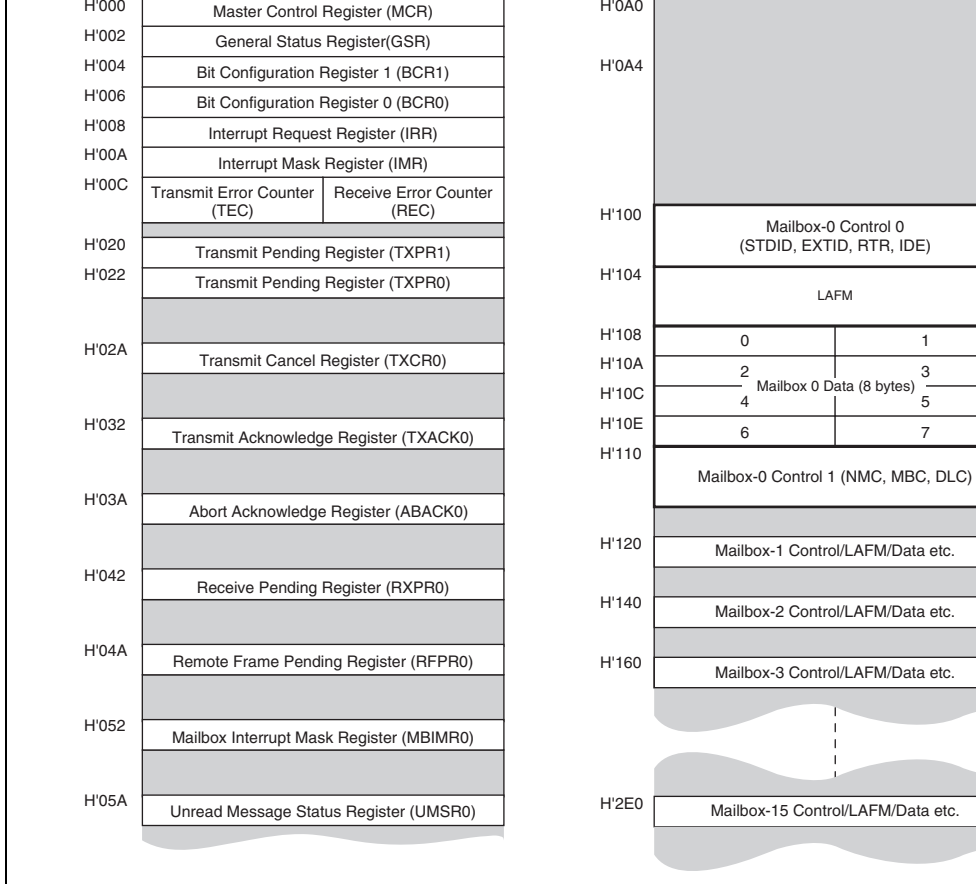 H'000 Master Control Register (MCR)
H'002 General Status Register(GSR)
H'004 Bit Configuration Register 1 (BCR1)
H'006 Bit Configuration Register 0 (BCR0)
H'008 Interrupt Request Register (IRR)
H'00A Interrupt Mask Register (IMR)
H'00C Transmit Error Counter (TEC) Receive Error Counter (REC)
H'020 Transmit Pending Register (TXPR1)
H'022 Transmit Pending Register (TXPR0)
H'02A Transmit Cancel Register (TXCR0)
H'032 Transmit Acknowledge Register (TXACK0)
H'03A Abort Acknowledge Register (ABACK0)
H'042 Receive Pending Register (RXPR0)
H'04A Remote Frame Pending Register (RFPR0)
H'052 Mailbox Interrupt Mask Register (MBIMR0)
H'05A Unread Message Status Register (UMSR0)
H'0A0
H'0A4
H'100 Mailbox-0 Control 0
(STDID, EXTID, RTR, IDE)
H'104 LAFM
H'108 0 1
H'10A 2 3
Mailbox 0 Data (8 bytes)
H'10C 4 5
H'10E 6 7
H'110 Mailbox-0 Control 1 (NMC, MBC, DLC)
H'120 Mailbox-1 Control/LAFM/Data etc.
H'140 Mailbox-2 Control/LAFM/Data etc.
H'160 Mailbox-3 Control/LAFM/Data etc.
H'2E0 Mailbox-15 Control/LAFM/Data etc.